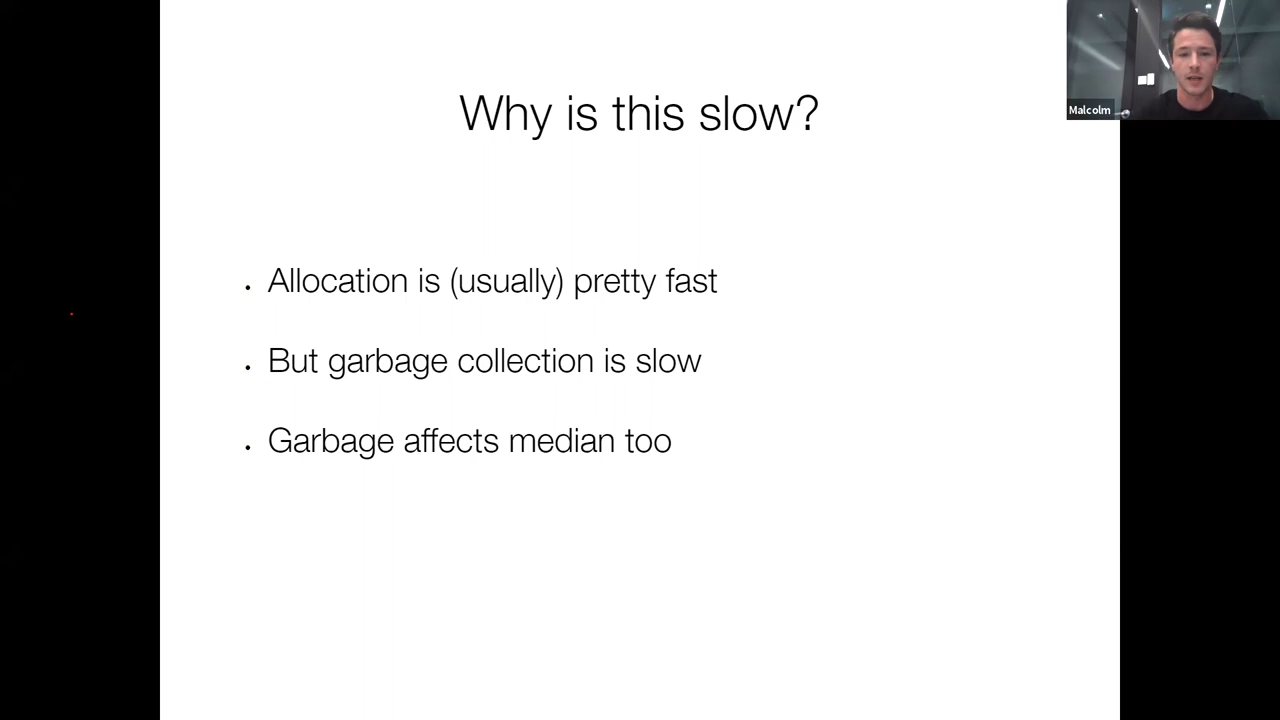 Malcolm
Why is this slow?
. Allocation is (usually) pretty fast
. But garbage collection is slow
. Garbage affects median too